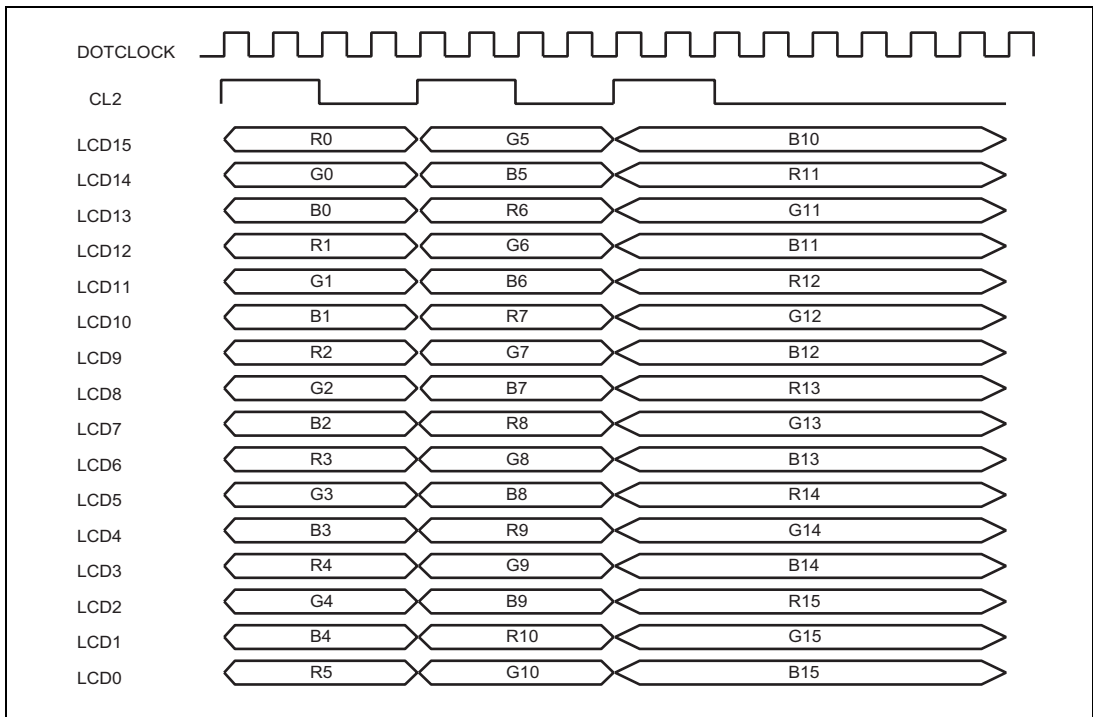 DOTCLOCK
CL2
LCD15 R0 G5 B10
LCD14 G0 B5 R11
LCD13 B0 R6 G11
LCD12 R1 G6 B11
LCD11 G1 B6 R12
LCD10 B1 R7 G12
LCD9 R2 G7 B12
LCD8 G2 B7 R13
LCD7 B2 R8 G13
LCD6 R3 G8 B13
LCD5 G3 B8 R14
LCD4 B3 R9 G14
LCD3 R4 G9 B14
LCD2 G4 B9 R15
LCD1 B4 R10 G15
LCD0 R5 G10 B15